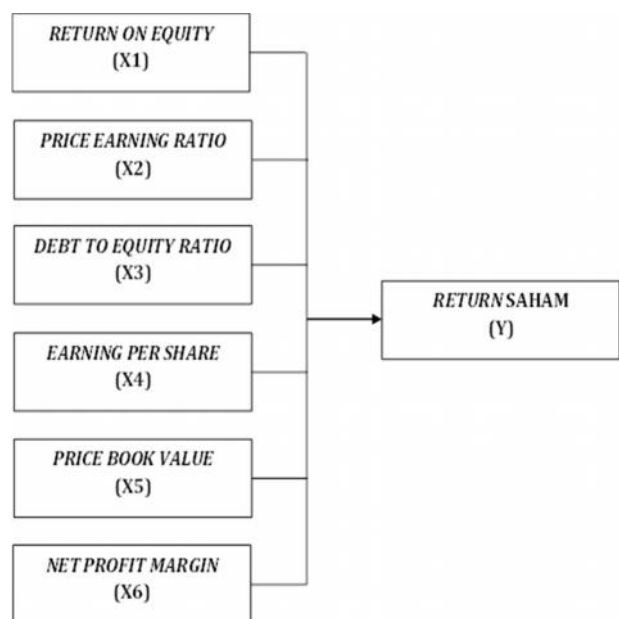 RETURN ON EQUITY
(X1)
PRICE EARNING RATIO
(X2)
DEBT TO EQUITY RATIO
(X3)
RETURN SAHAM
(Y)
EARNING PER SHARE
(X4)
PRICE BOOK VALUE
(X5)
NET PROFIT MARGIN
(X6)